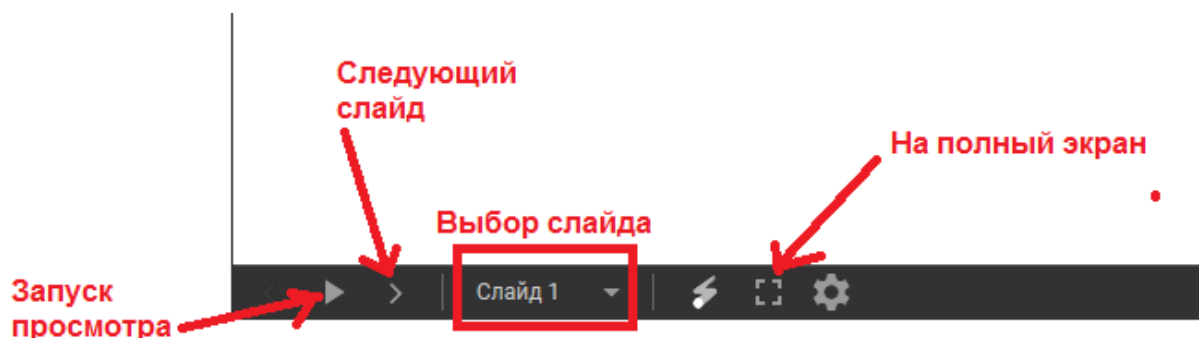 Следующий
слайд
На полный экран
Выбор слайда
Запуск
просмотра
Слайд 1